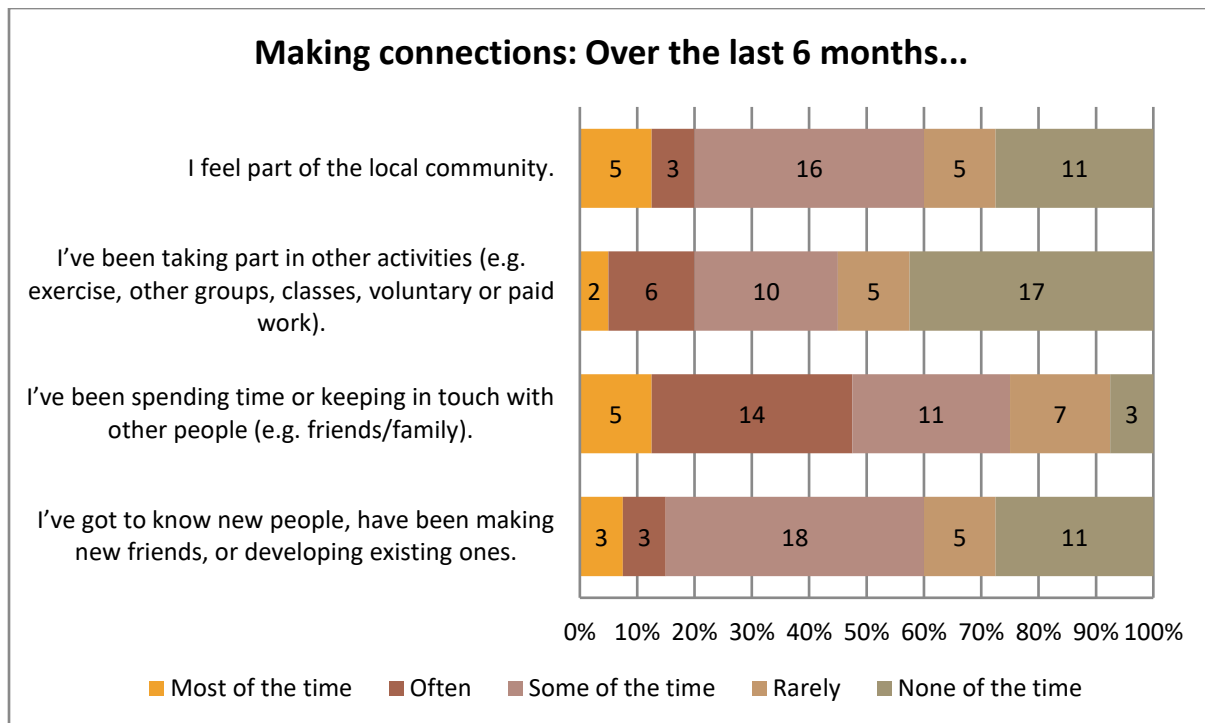 Making connections: Over the last 6 months...
I feel part of the local community.
5 3 16 5 11
I’ve been taking part in other activities (e.g.
exercise, other groups, classes, voluntary or paid
work).
2 6 10 5 17
I’ve been spending time or keeping in touch with
other people (e.g. friends/family).
5 14 11 7 3
I’ve got to know new people, have been making
new friends, or developing existing ones.
3 3 18 5 11
0% 10% 20% 30% 40% 50% 60% 70% 80% 90% 100%
Most of the time Often Some of the time Rarely None of the time